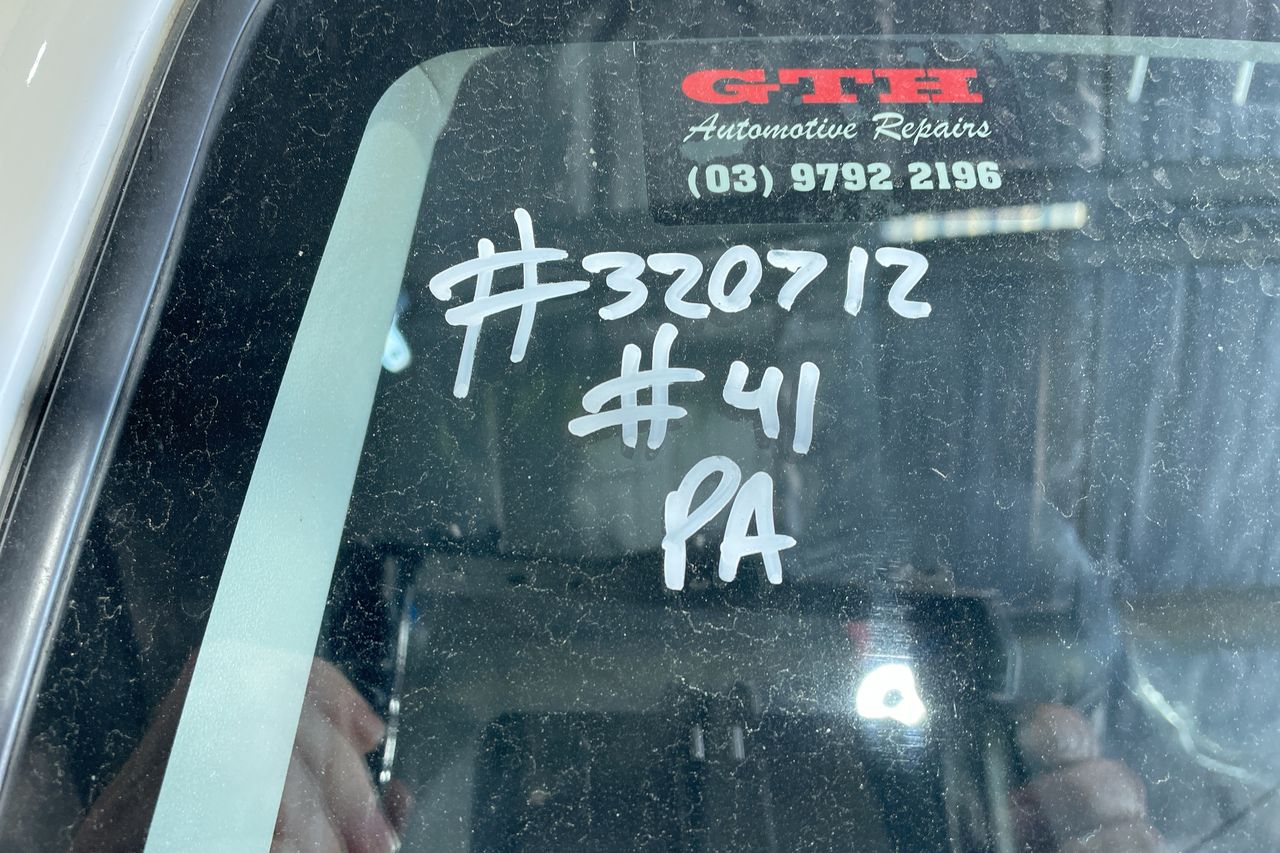 GTH
Automotive Repairs
(03) 9792 2196
#320712
#41
PA